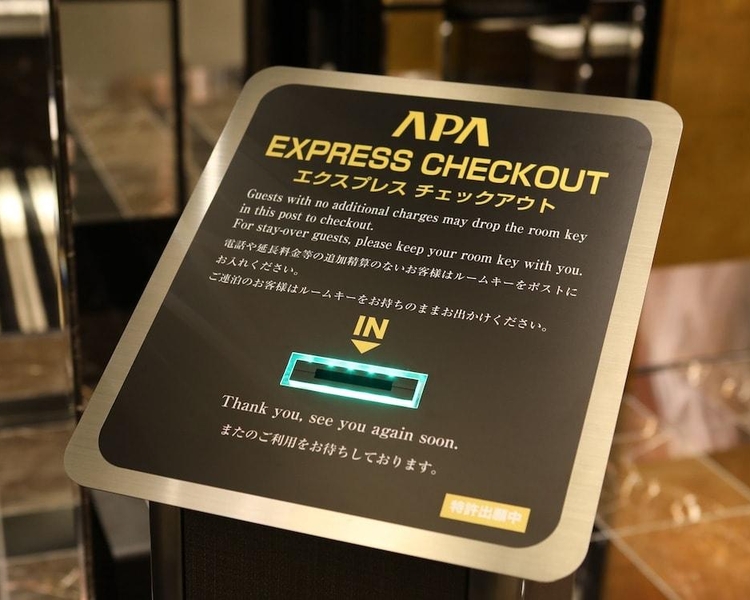 APA
EXPRESS CHECKOUT
エクスプレス チェックアウト
Guests with no additional charges may drop the room key
in this post to checkout.
For stay-over guests, please keep your room key with you.
電話や延長料金等の追加精算のないお客様はルームキーをポストに
お入れください。
ご連泊のお客様はルームキーをお持ちのままお出かけください。
IN
Thank you, see you again soon.
またのご利用をお待ちしております。
特許出願中